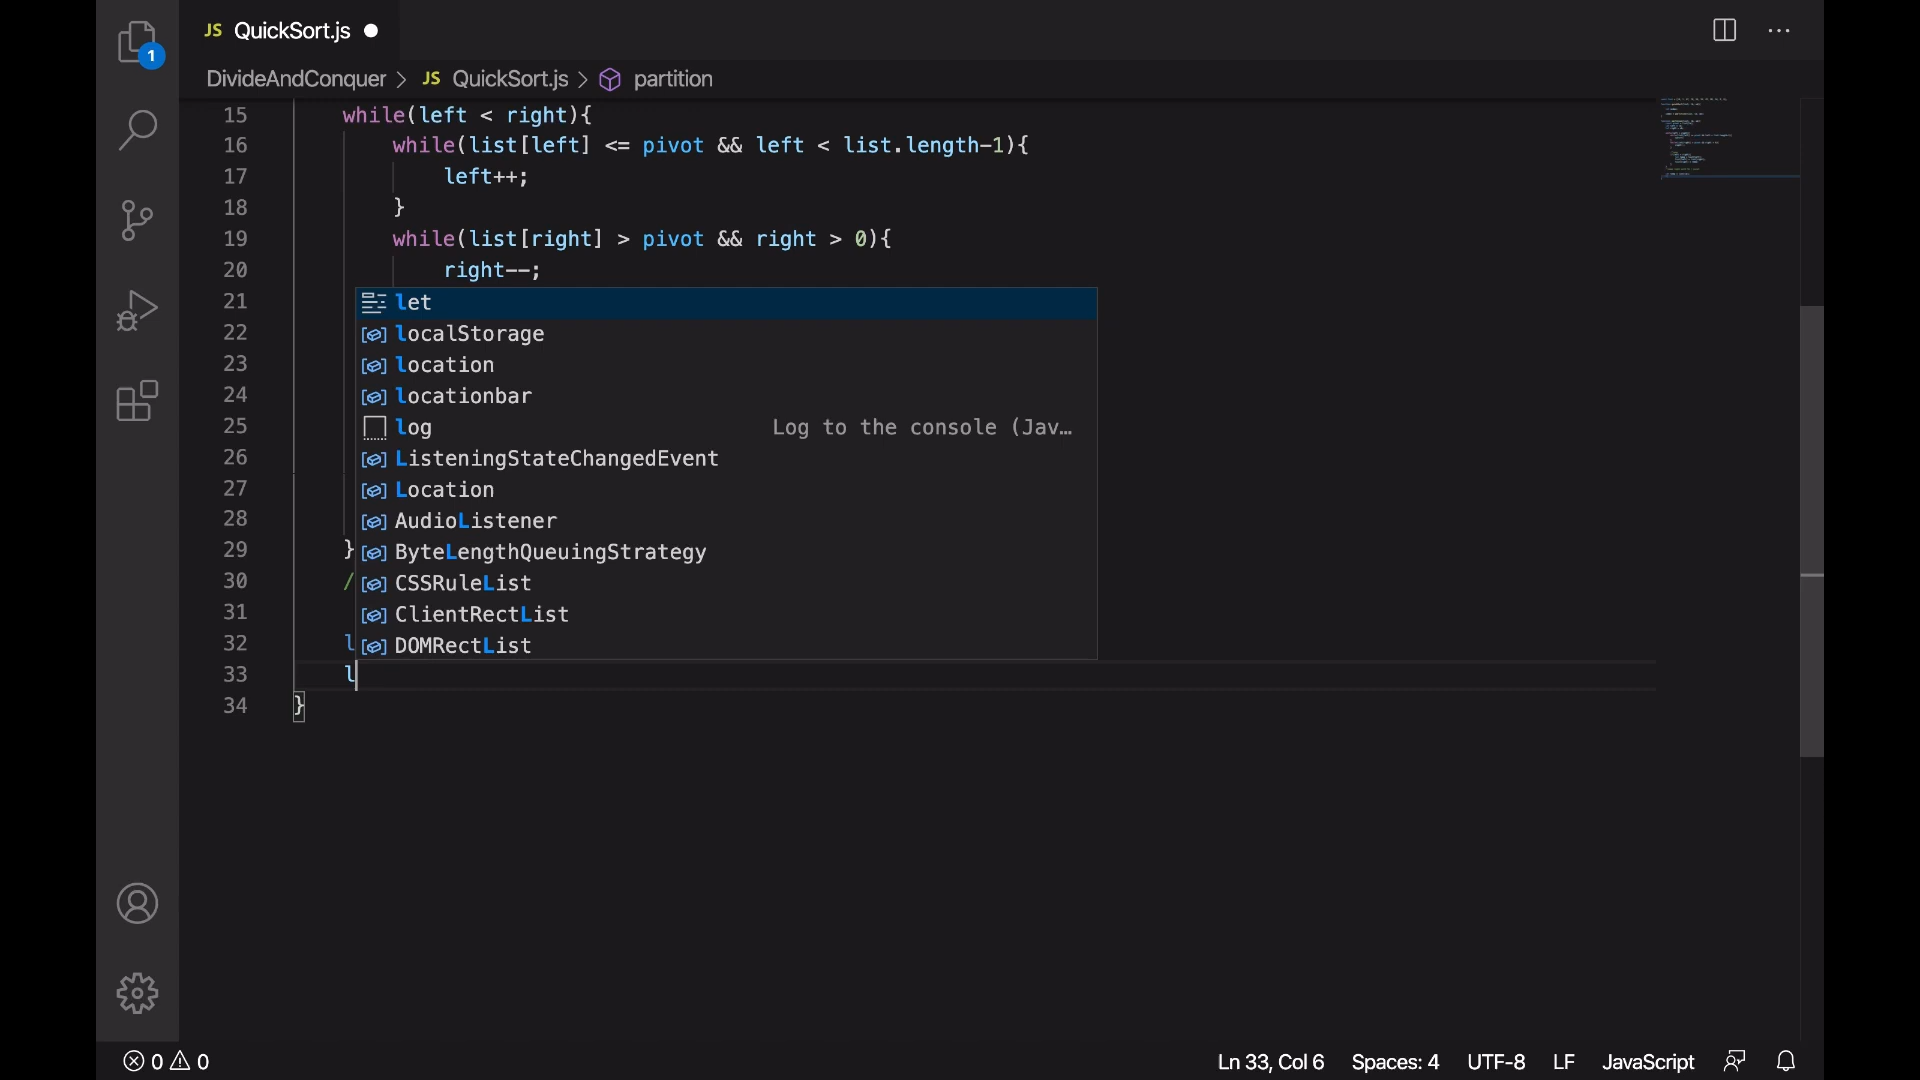 JS QuickSort.js
1
DivideAndConquer > JS QuickSort.js > partition
15 while(left < right){
16 while(list[left] <= pivot && left < list.length-1){
17 left++;
18 }
19 while(list[right] > pivot && right > 0){
20 right--;
21 let
22 localStorage
23 location
24 locationbar
25 log Log to the console (Jav…
26 ListeningStateChangedEvent
27 Location
28 AudioListener
29 } ByteLengthQueuingStrategy
30 / CSSRuleList
31 ClientRectList
32 l DOMRectList
33 l
34 }
0 0 Ln 33, Col 6 Spaces: 4 UTF-8 LF JavaScript